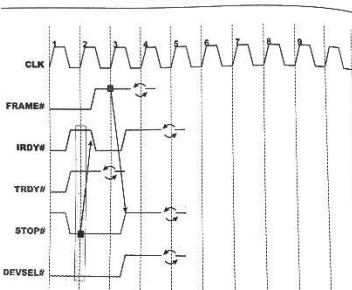 1 2 3 4 5 6 7 8 9
CLK
FRAME#
IRDY#
TRDY#
STOP#
DEVSEL#